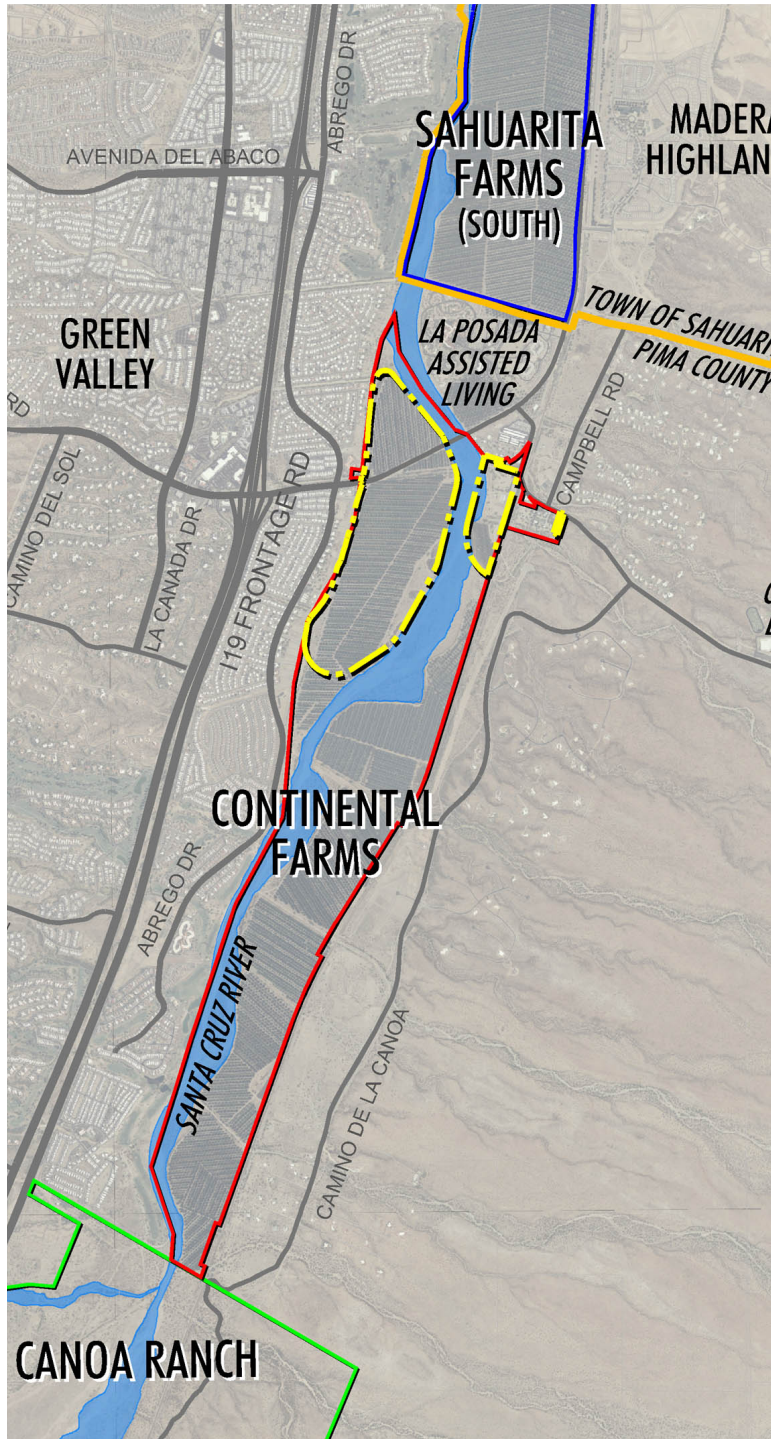 SAHUARITA
FARMS
(SOUTH)
MADERA
HIGHLAN
ABREGO DR
AVENIDA DEL ABACO
TOWN OF SAHUARI
PIMA COUNTY
GREEN
VALLEY
LA POSADA
ASSISTED
LIVING
RD
CAMPBELL RD
CAMINO DEL SOL
LA CANADA DR
I19 FRONTAGE RD
CONTINENTAL
FARMS
ABREGO DR
SANTA CRUZ RIVER
CAMINO DE LA CANOA
CANOA RANCH